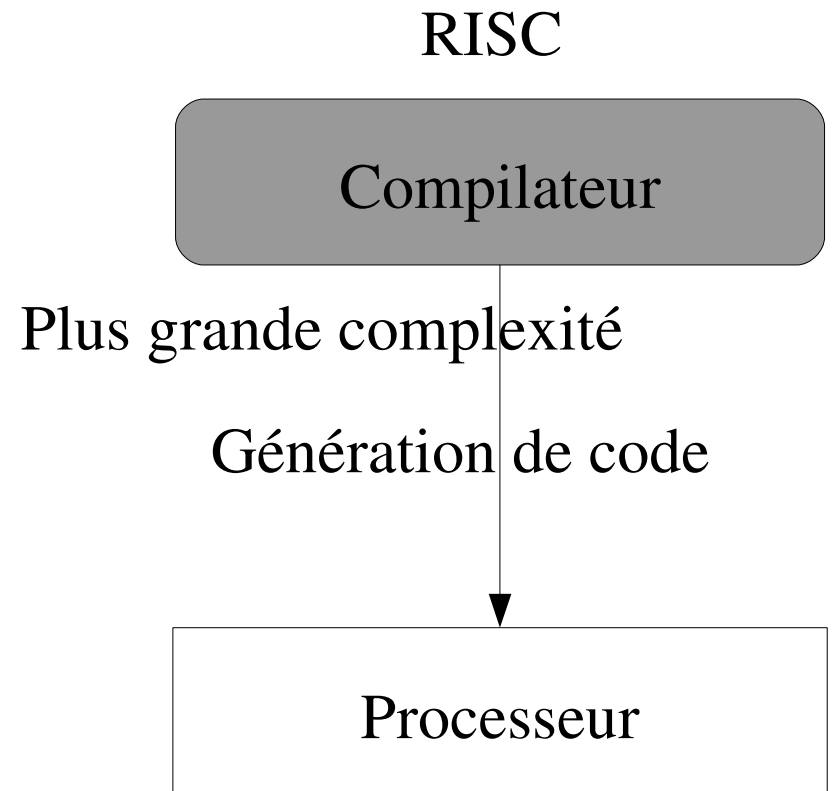 RISC
Compilateur
Plus grande complexité
Génération de code
Processeur